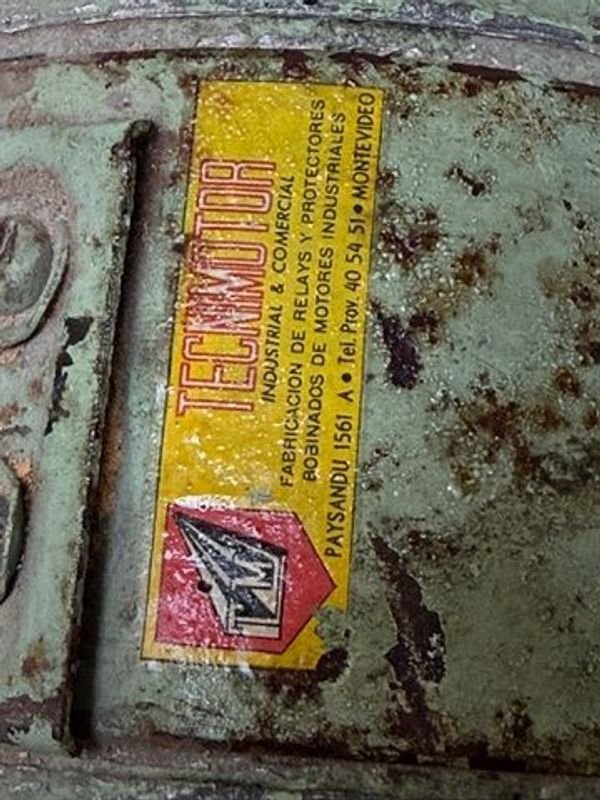 TECNIMOTOR
INDUSTRIAL & COMERCIAL
FABRICACION DE RELAYS Y PROTECTORES
BOBINADOS DE MOTORES INDUSTRIALES
PAYSANDU 1561 A • Tel. Prov. 40 54 51 • MONTEVIDEO
TM